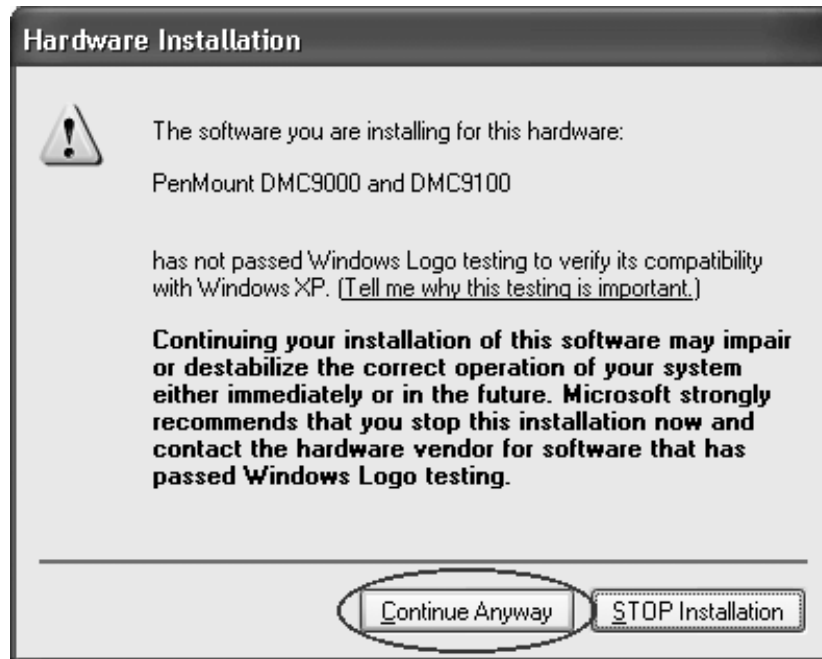 Hardware Installation
The software you are installing for this hardware:
PenMount DMC9000 and DMC9100
has not passed Windows Logo testing to verify its compatibility
with Windows XP. (Tell me why this testing is important.)
Continuing your installation of this software may impair
or destabilize the correct operation of your system
either immediately or in the future. Microsoft strongly
recommends that you stop this installation now and
contact the hardware vendor for software that has
passed Windows Logo testing.
Continue Anyway STOP Installation